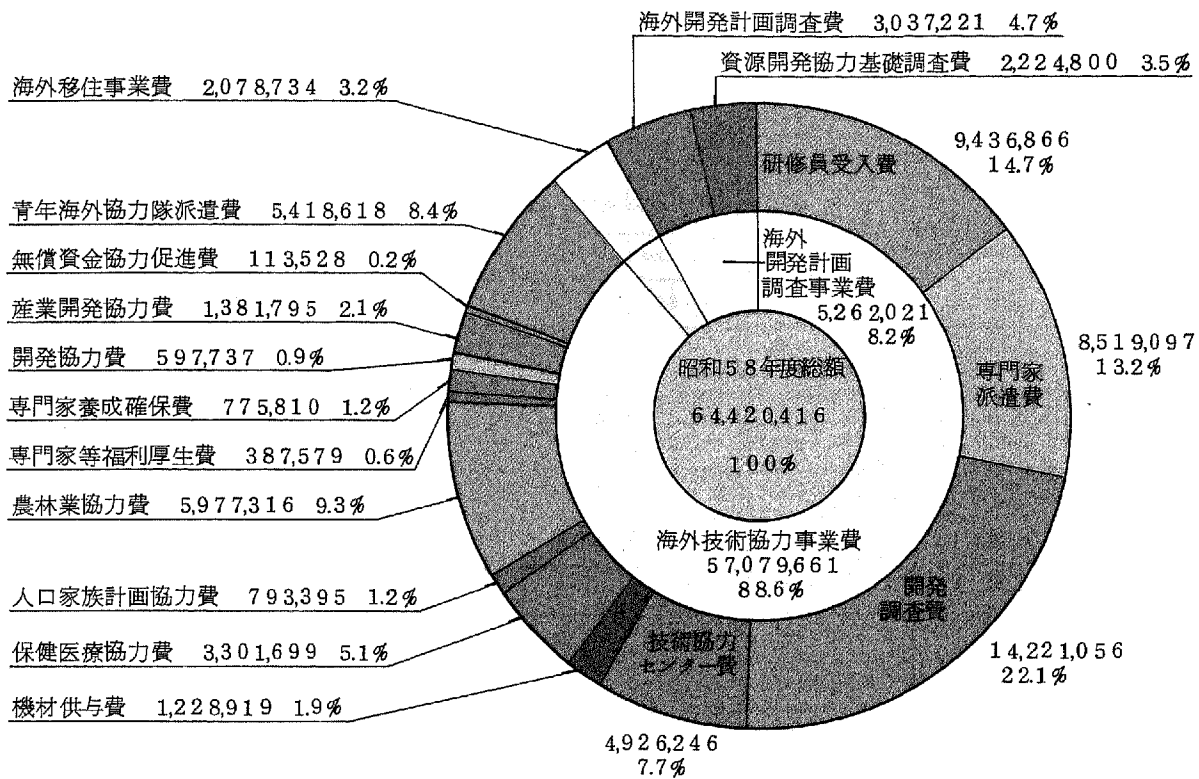 海外開発計画調査費 3,037,221 4.7%
資源開発協力基礎調査費 2,224,800 3.5%
海外移住事業費 2,078,734 3.2%
9,436,866
14.7%
研修員受入費
青年海外協力隊派遣費 5,418,618 8.4%
無償資金協力促進費 113,528 0.2%
産業開発協力費 1,381,795 2.1%
開発協力費 597,737 0.9%
専門家養成確保費 775,810 1.2%
専門家等福利厚生費 387,579 0.6%
農林業協力費 5,977,316 9.3%
人口家族計画協力費 793,395 1.2%
保健医療協力費 3,301,699 5.1%
機材供与費 1,228,919 1.9%
海外
開発計画
調査事業費
5,262,021
8.2%
昭和58年度総額
64,420,416
100%
海外技術協力事業費
57,079,661
88.6%
8,519,097
13.2%
専門家
派遣費
開発
調査費
14,221,056
22.1%
技術協力
センター費
4,926,246
7.7%